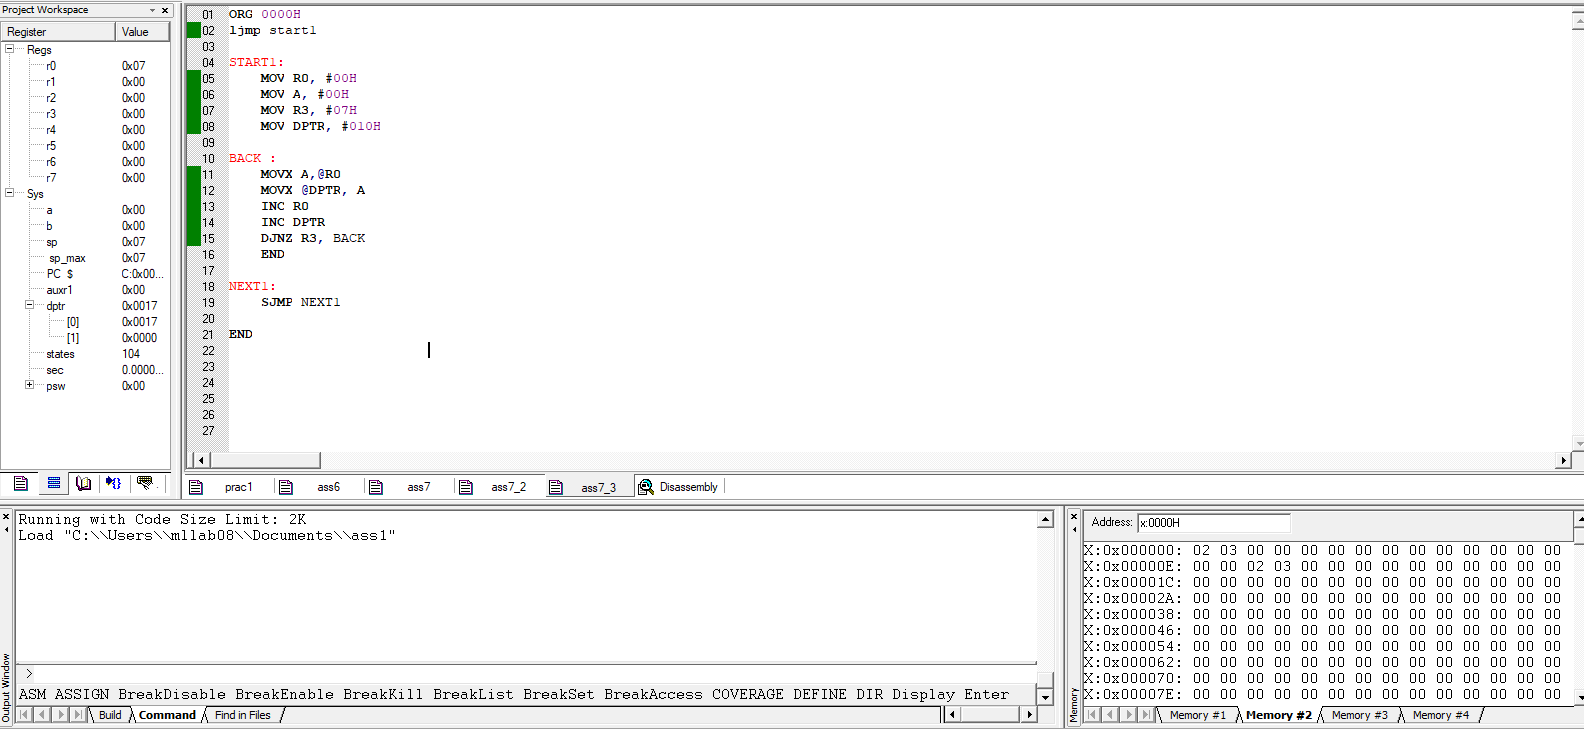 Project Workspace
Register Value
Regs
r0 0x07
r1 0x00
r2 0x00
r3 0x00
r4 0x00
r5 0x00
r6 0x00
r7 0x00
Sys
a 0x00
b 0x00
sp 0x07
sp_max 0x07
PC $ C:0x00...
auxr1 0x00
dptr 0x0017
[0] 0x0017
[1] 0x0000
states 104
sec 0.0000...
psw 0x00
01 ORG 0000H
02 ljmp start1
03
04 START1:
05 MOV R0, #00H
06 MOV A, #00H
07 MOV R3, #07H
08 MOV DPTR, #010H
09
10 BACK :
11 MOVX A,@R0
12 MOVX @DPTR, A
13 INC R0
14 INC DPTR
15 DJNZ R3, BACK
16 END
17
18 NEXT1:
19 SJMP NEXT1
20
21 END
22
23
24
25
26
27
prac1 ass6 ass7 ass7_2 ass7_3 Disassembly
Running with Code Size Limit: 2K
Load "C:\\Users\\mllab08\\Documents\\ass1"
>
ASM ASSIGN BreakDisable BreakEnable BreakKill BreakList BreakSet BreakAccess COVERAGE DEFINE DIR Display Enter
Build Command Find in Files
Output Window
Address: x:0000H
X:0x000000: 02 03 00 00 00 00 00 00 00 00 00 00 00 00
X:0x00000E: 00 00 02 03 00 00 00 00 00 00 00 00 00 00
X:0x00001C: 00 00 00 00 00 00 00 00 00 00 00 00 00 00
X:0x00002A: 00 00 00 00 00 00 00 00 00 00 00 00 00 00
X:0x000038: 00 00 00 00 00 00 00 00 00 00 00 00 00 00
X:0x000046: 00 00 00 00 00 00 00 00 00 00 00 00 00 00
X:0x000054: 00 00 00 00 00 00 00 00 00 00 00 00 00 00
X:0x000062: 00 00 00 00 00 00 00 00 00 00 00 00 00 00
X:0x000070: 00 00 00 00 00 00 00 00 00 00 00 00 00 00
X:0x00007E: 00 00 00 00 00 00 00 00 00 00 00 00 00 00
Memory #1 Memory #2 Memory #3 Memory #4
Memory